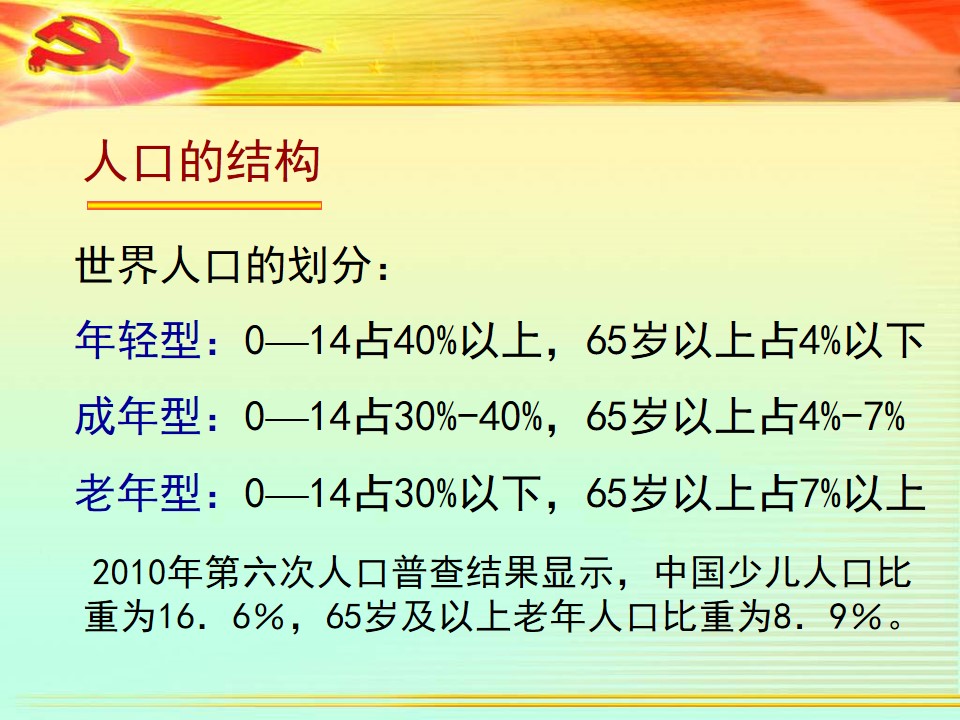 人口的结构
世界人口的划分：
年轻型：0—14占40%以上，65岁以上占4%以下
成年型：0—14占30%-40%，65岁以上占4%-7%
老年型：0—14占30%以下，65岁以上占7%以上
2010年第六次人口普查结果显示，中国少儿人口比
重为16．6％，65岁及以上老年人口比重为8．9％。